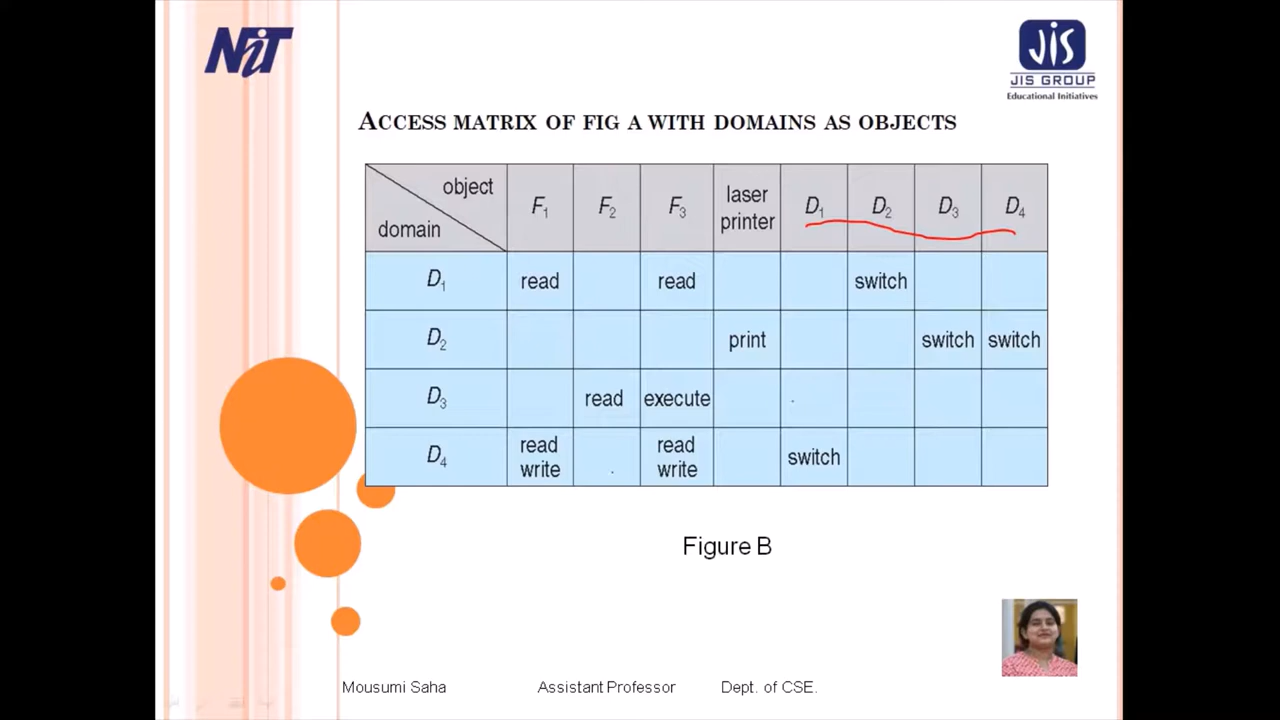 NiT
JIS
JIS GROUP
Educational Initiatives
ACCESS MATRIX OF FIG A WITH DOMAINS AS OBJECTS
object
domain
F1 F2 F3 laser printer D1 D2 D3 D4
D1 read read switch
D2 print switch switch
D3 read execute
D4 read write read write switch
Figure B
Mousumi Saha Assistant Professor Dept. of CSE.